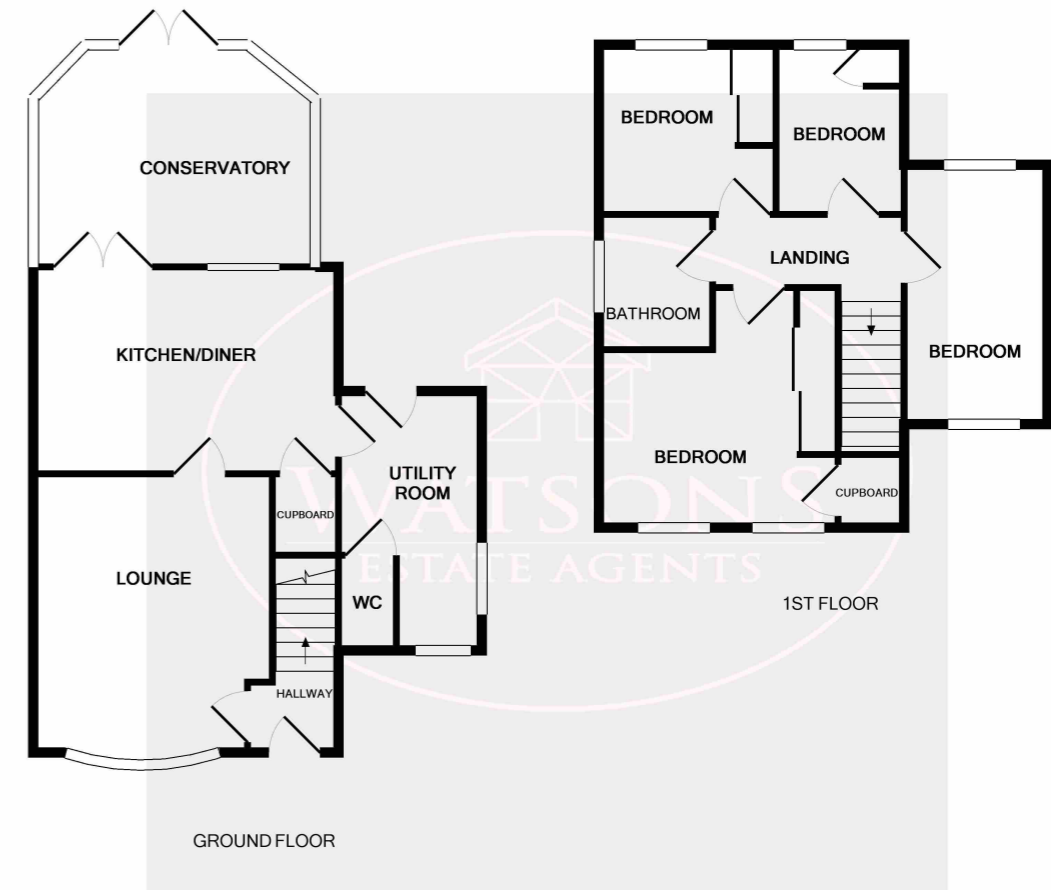 CONSERVATORY
KITCHEN/DINER
UTILITY
ROOM
CUPBOARD
LOUNGE
WC
HALLWAY
GROUND FLOOR
BEDROOM
BEDROOM
LANDING
BATHROOM
BEDROOM
BEDROOM
CUPBOARD
1ST FLOOR
WATSONS
ESTATE AGENTS